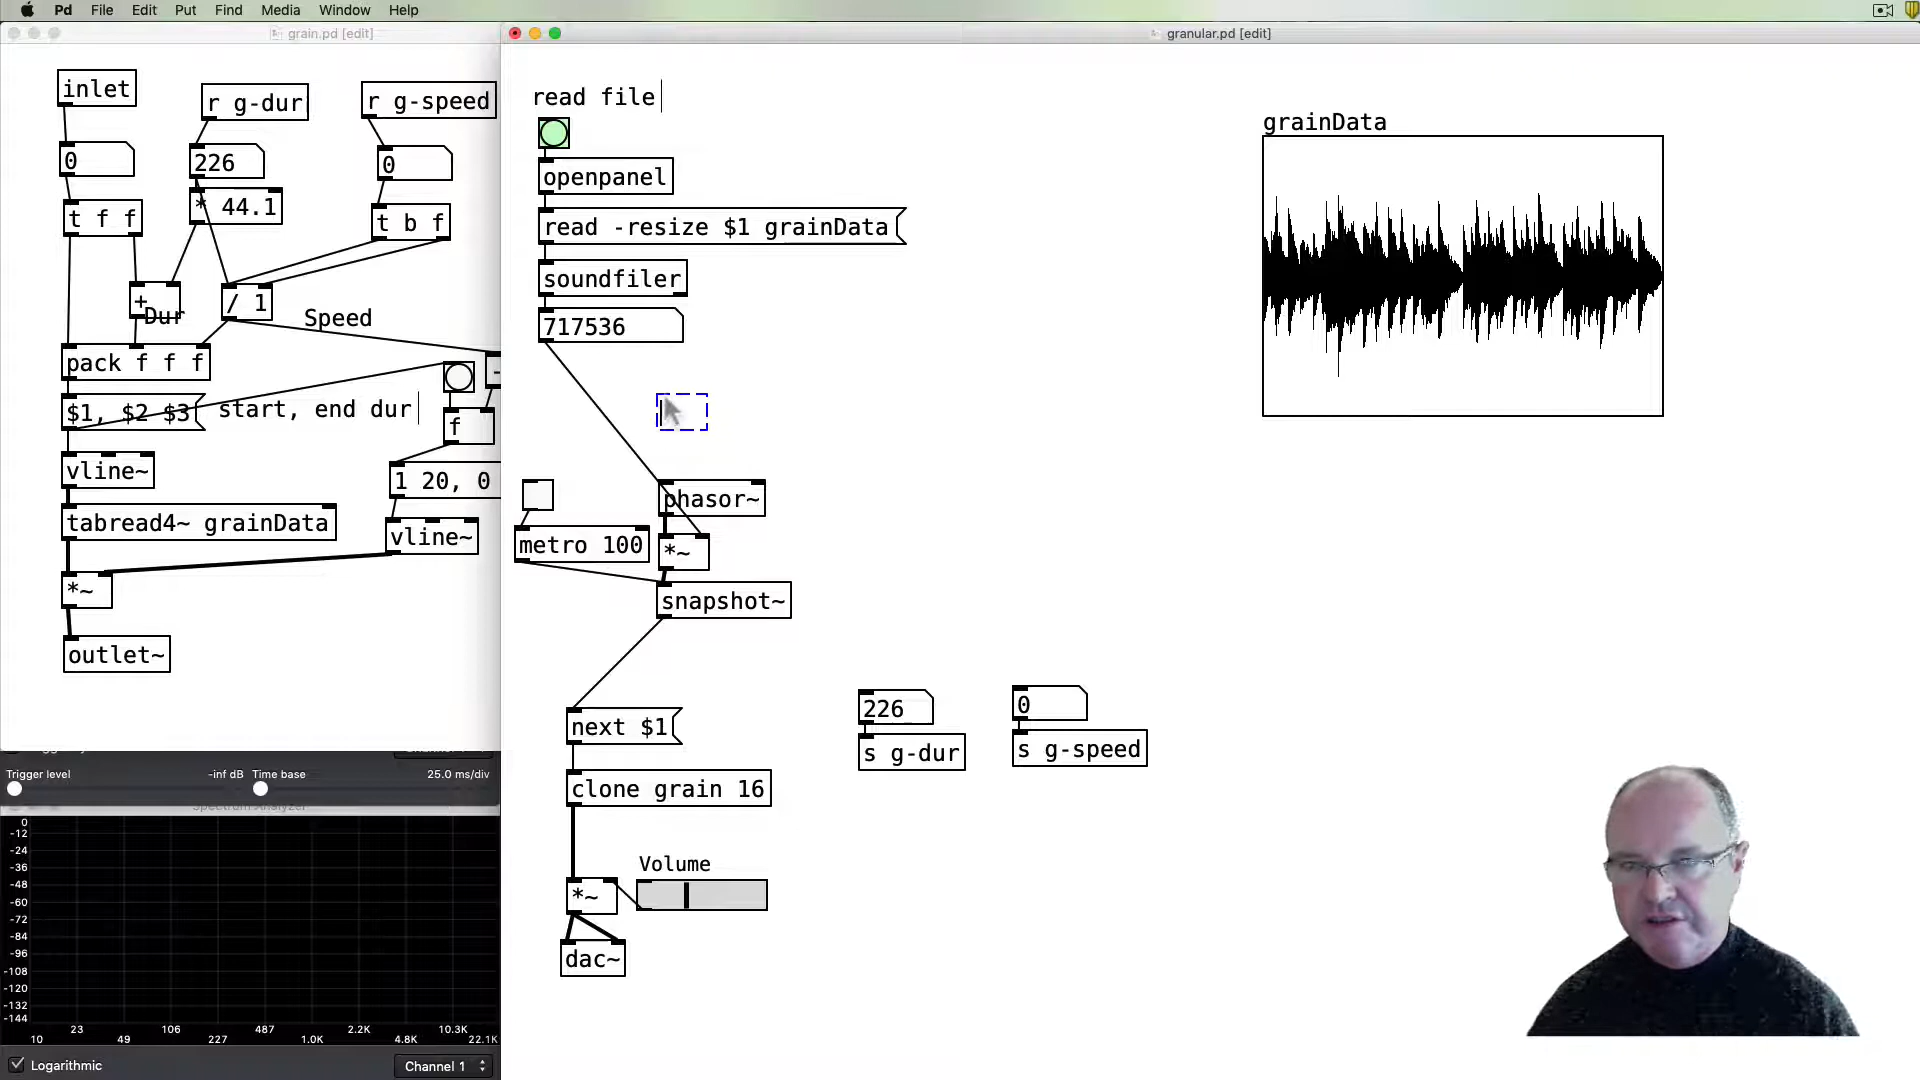 Pd File Edit Put Find Media Window Help
grain.pd [edit]
granular.pd [edit]
inlet
r g-dur
r g-speed
0
226
0
* 44.1
t f f
t b f
+
Dur
/ 1
Speed
pack f f f
$1, $2 $3
start, end dur
f
vline~
1 20, 0
tabread4~ grainData
vline~
*~
outlet~
Trigger level
-inf dB
Time base
25.0 ms/div
Spectrum Analyzer
0
-12
-24
-36
-48
-60
-72
-84
-96
-108
-120
-132
-144
23 106 487 2.2K 10.3K
10 49 227 1.0K 4.8K 22.1K
Logarithmic
Channel 1
read file
openpanel
read -resize $1 grainData
soundfiler
717536
phasor~
metro 100
*~
snapshot~
next $1
clone grain 16
Volume
*~
dac~
226
s g-dur
0
s g-speed
grainData